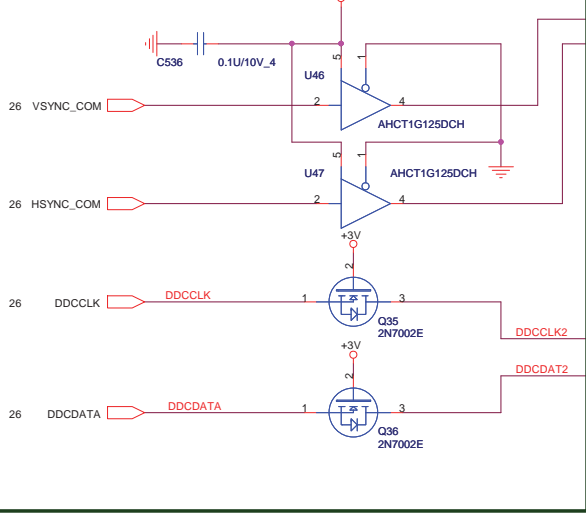 C536
0.1U/10V_4
5
1
U46
26 VSYNC_COM
2
4
AHCT1G125DCH
5
1
U47
AHCT1G125DCH
26 HSYNC_COM
2
4
+3V
2
26 DDCCLK
DDCCLK
1
3
Q35
2N7002E
DDCCLK2
+3V
2
DDCDAT2
26 DDCDATA
DDCDATA
1
3
Q36
2N7002E